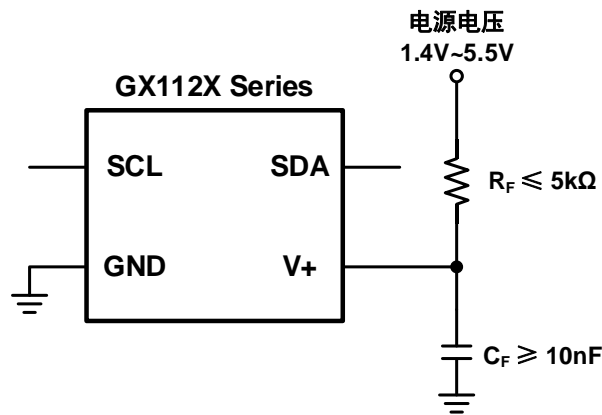 电源电压
1.4V~5.5V
GX112X Series
SCL
SDA
R_F ⩽ 5kΩ
GND
V+
C_F ⩾ 10nF